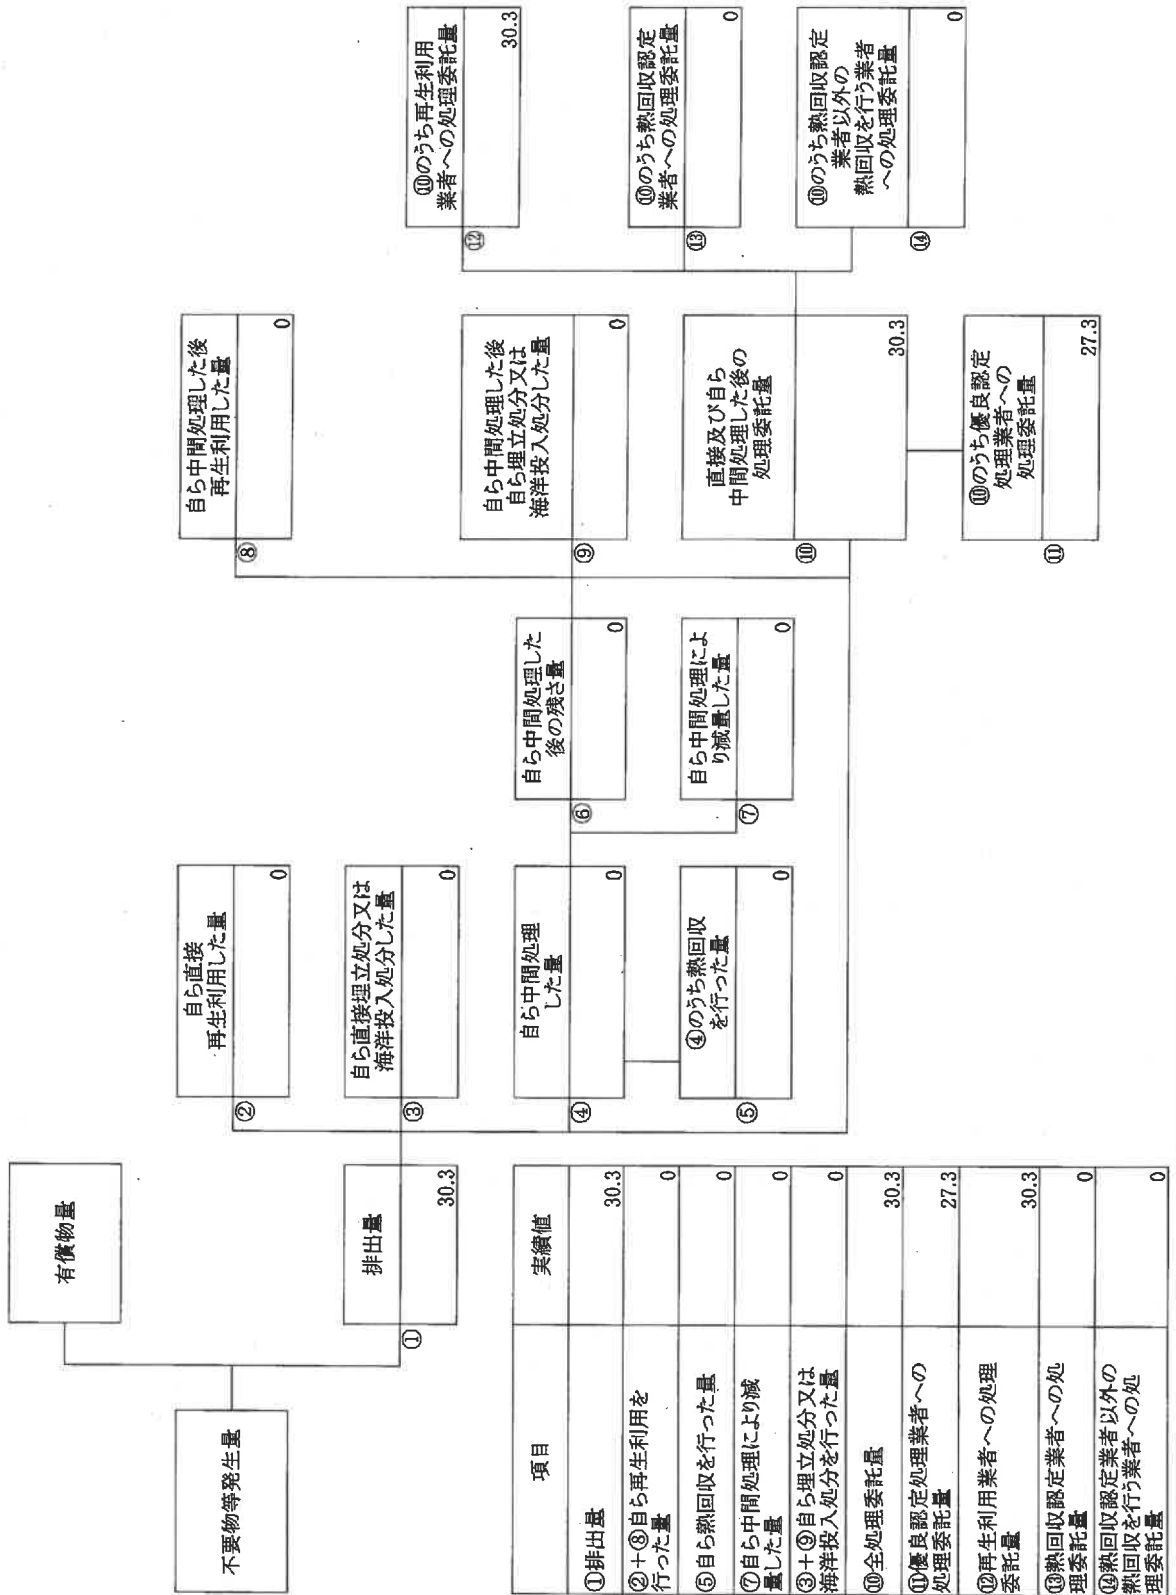 不要物等発生量
有償物量
排出量
①
30.3
自ら直接
再生利用した量
②
0
自ら直接埋立処分又は
海洋投入処分した量
③
0
自ら中間処理
した量
④
0
④のうち熱回収
を行った量
⑤
0
自ら中間処理した
後の残さ量
⑥
0
自ら中間処理によ
り減量した量
⑦
0
自ら中間処理した後
再生利用した量
⑧
0
自ら中間処理した後
自ら埋立処分又は
海洋投入処分した量
⑨
0
直接及び自ら
中間処理した後の
処理委託量
⑩
30.3
⑩のうち優良認定
処理業者への
処理委託量
⑪
27.3
⑩のうち再生利用
業者への処理委託量
⑫
30.3
⑩のうち熱回収認定
業者への処理委託量
⑬
0
⑩のうち熱回収認定
業者以外の
熱回収を行う業者
への処理委託量
⑭
0
項目 実績値
①排出量 30.3
②+⑧自ら再生利用を
行った量 0
⑤自ら熱回収を行った量 0
⑦自ら中間処理により減
量した量 0
③+⑨自ら埋立処分又は
海洋投入処分を行った量 0
⑩全処理委託量 30.3
⑪優良認定処理業者への
処理委託量 27.3
⑫再生利用業者への処理
委託量 30.3
⑬熱回収認定業者への処
理委託量 0
⑭熱回収認定業者以外の
熱回収を行う業者への処
理委託量 0